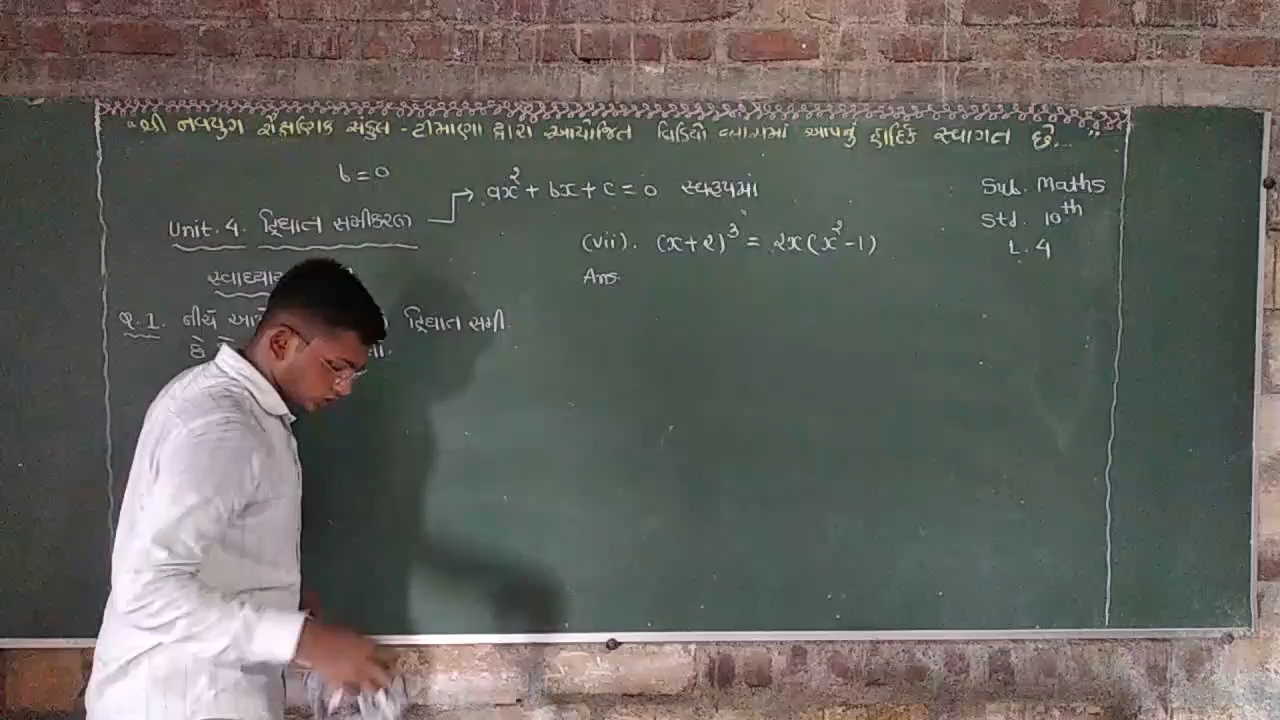 “શ્રી નવયુગ શૈક્ષણિક સંકુલ - ટીમાણા દ્વારા આયોજિત વિડિયો વ્યાખ્યાનમાં આપનું હાર્દિક સ્વાગત છે...”
b = 0
ax² + bx + c = 0 સ્વરૂપમાં
Unit. 4. દ્વિઘાત સમીકરણ
સ્વાધ્યાય
Q. 1. નીચે દ્વિઘાત સમી.
છે
(vii). (x+2)³ = 2x(x²-1)
Ans.
Sub. Maths
Std. 10th
L. 4